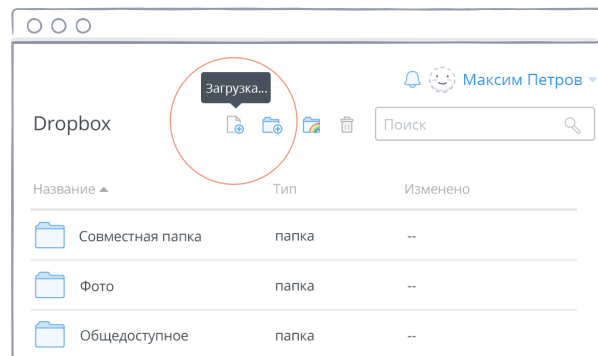 Максим Петров
Загрузка...
Dropbox
Поиск
Название Тип Изменено
Совместная папка папка --
Фото папка --
Общедоступное папка --